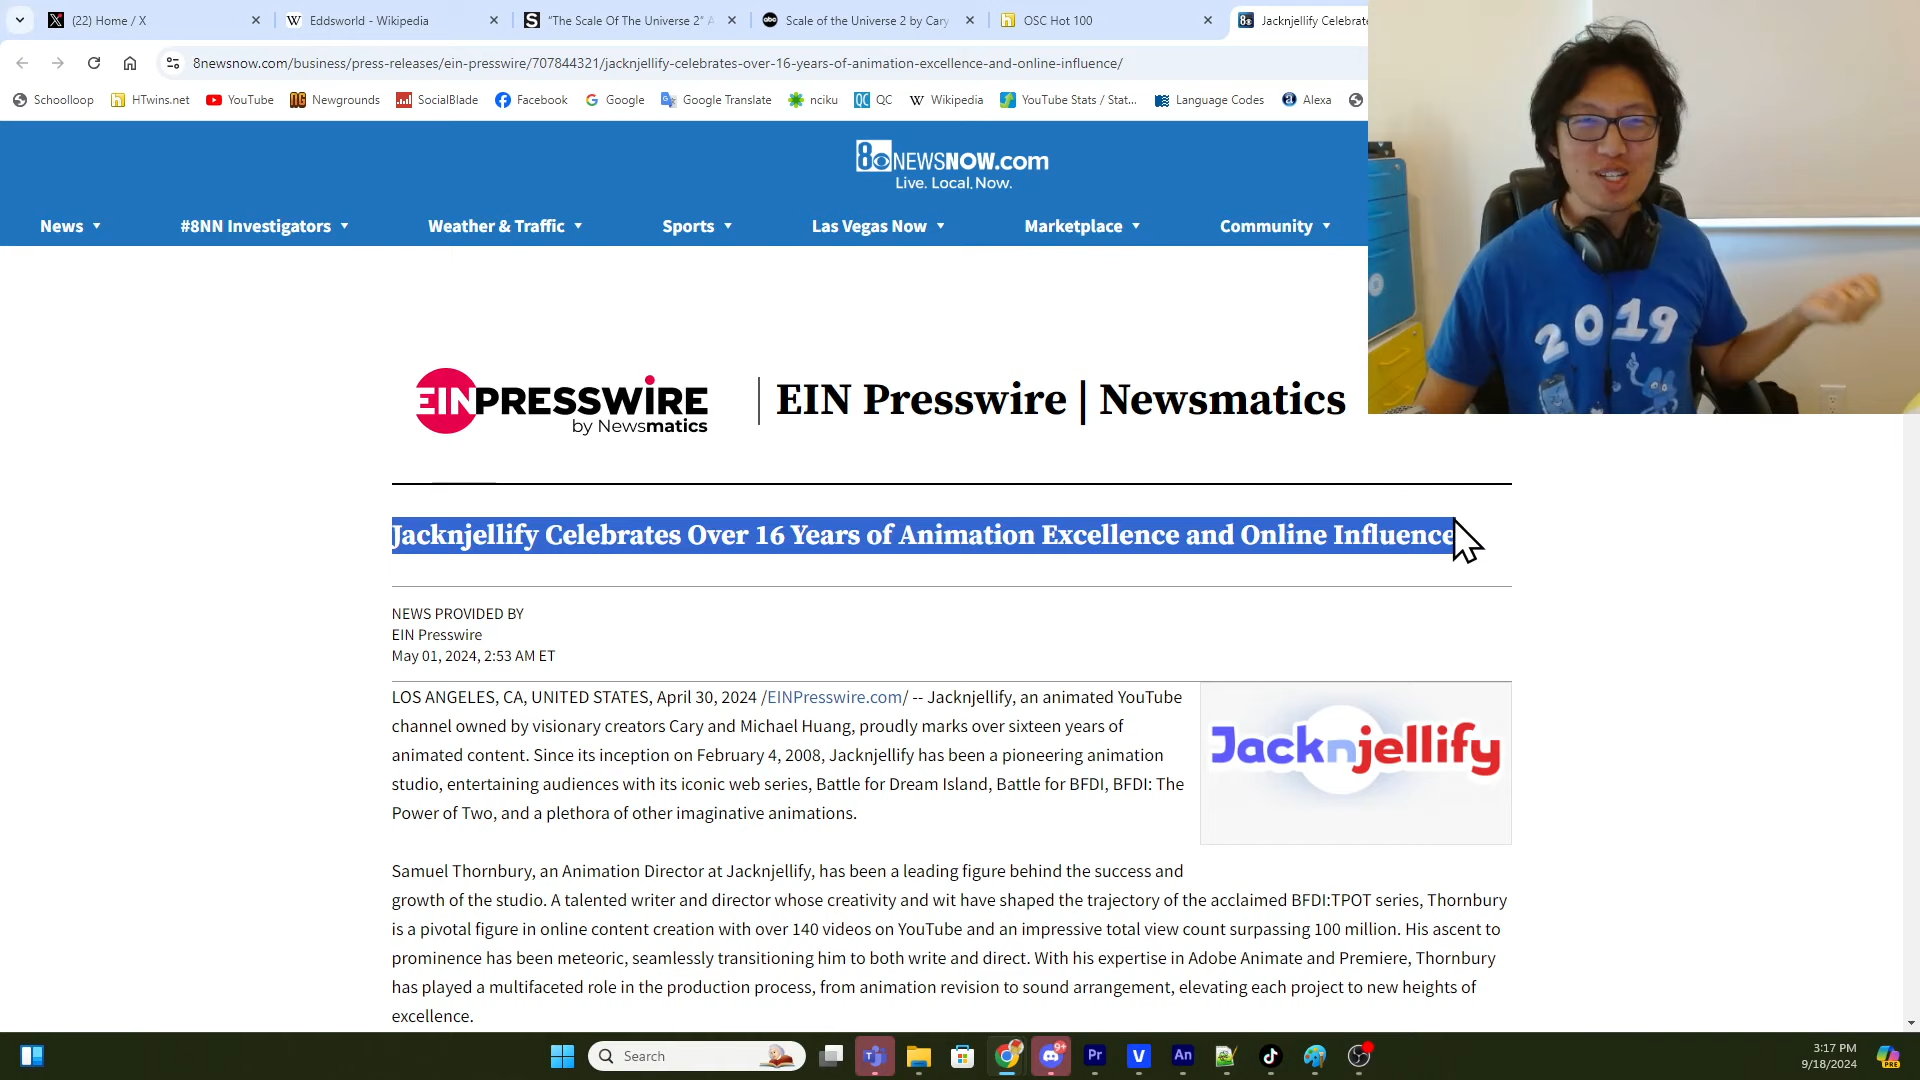 (22) Home / X
Eddsworld - Wikipedia
"The Scale Of The Universe 2" A
Scale of the Universe 2 by Cary
OSC Hot 100
Jacknjellify Celebrate
8newsnow.com/business/press-releases/ein-presswire/707844321/jacknjellify-celebrates-over-16-years-of-animation-excellence-and-online-influence/
Schoolloop
HTwins.net
YouTube
Newgrounds
SocialBlade
Facebook
Google
Google Translate
nciku
QC
Wikipedia
YouTube Stats / Stat...
Language Codes
Alexa
8NEWSNOW.com
Live. Local. Now.
News
#8NN Investigators
Weather & Traffic
Sports
Las Vegas Now
Marketplace
Community
2019
EINPRESSWIRE
by Newsmatics
EIN Presswire | Newsmatics
Jacknjellify Celebrates Over 16 Years of Animation Excellence and Online Influence
NEWS PROVIDED BY
EIN Presswire
May 01, 2024, 2:53 AM ET
LOS ANGELES, CA, UNITED STATES, April 30, 2024 /EINPresswire.com/ -- Jacknjellify, an animated YouTube
channel owned by visionary creators Cary and Michael Huang, proudly marks over sixteen years of
animated content. Since its inception on February 4, 2008, Jacknjellify has been a pioneering animation
studio, entertaining audiences with its iconic web series, Battle for Dream Island, Battle for BFDI, BFDI: The
Power of Two, and a plethora of other imaginative animations.
Jacknjellify
Samuel Thornbury, an Animation Director at Jacknjellify, has been a leading figure behind the success and
growth of the studio. A talented writer and director whose creativity and wit have shaped the trajectory of the acclaimed BFDI:TPOT series, Thornbury
is a pivotal figure in online content creation with over 140 videos on YouTube and an impressive total view count surpassing 100 million. His ascent to
prominence has been meteoric, seamlessly transitioning him to both write and direct. With his expertise in Adobe Animate and Premiere, Thornbury
has played a multifaceted role in the production process, from animation revision to sound arrangement, elevating each project to new heights of
excellence.
Search
9+
Pr
V
An
3:17 PM
9/18/2024
PRE